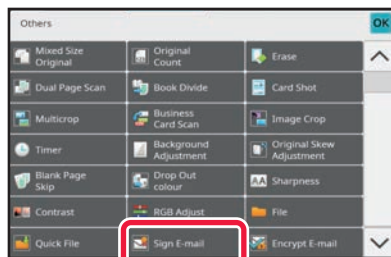 Others
OK
Mixed Size
Original
Original
Count
Erase
Dual Page Scan
Book Divide
Card Shot
Multicrop
Business
Card Scan
Image Crop
Timer
Background
Adjustment
Original Skew
Adjustment
Blank Page
Skip
Drop Out
colour
AA
Sharpness
Contrast
RGB Adjust
File
Quick File
Sign E-mail
Encrypt E-mail